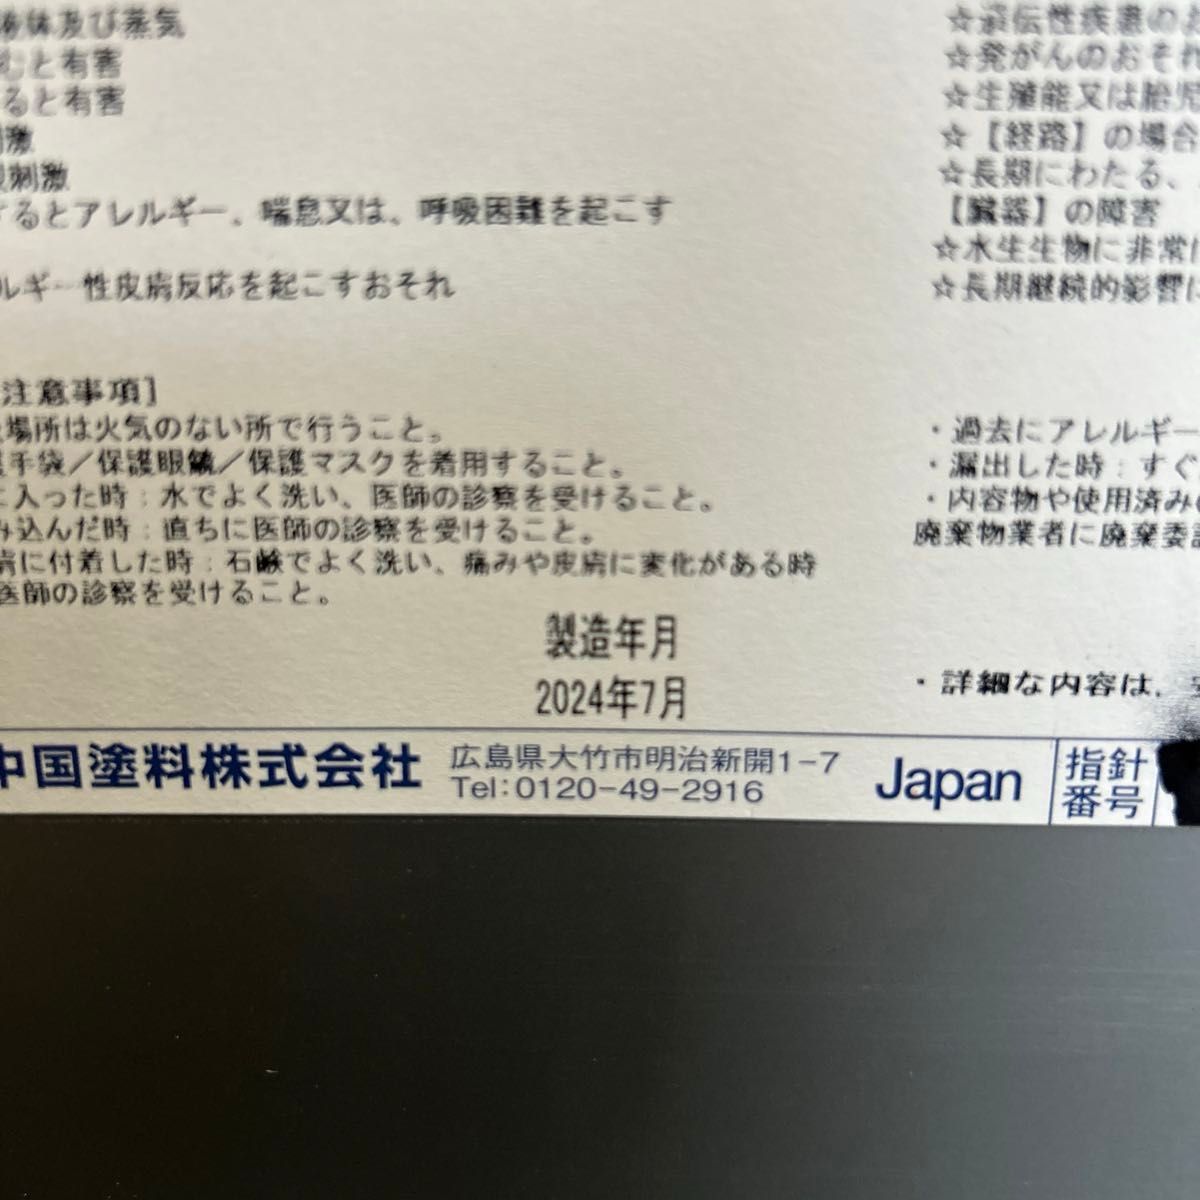 液体及び蒸気
むと有害
ると有害
刺激
刺激
するとアレルギー、喘息又は、呼吸困難を起こす
ルギー性皮膚反応を起こすおそれ
注意事項]
場所は火気のない所で行うこと。
手袋／保護眼鏡／保護マスクを着用すること。
に入った時：水でよく洗い、医師の診察を受けること。
み込んだ時：直ちに医師の診察を受けること。
膚に付着した時：石鹸でよく洗い、痛みや皮膚に変化がある時
医師の診察を受けること。
☆遺伝性疾患のお
☆発がんのおそれ
☆生殖能又は胎児
☆【経路】の場合
☆長期にわたる、
【臓器】の障害
☆水生生物に非常に
☆長期継続的影響に
・過去にアレルギー
・漏出した時：すぐ
・内容物や使用済みの
廃棄物業者に廃棄委託
製造年月
2024年7月
・詳細な内容は、
中国塗料株式会社
広島県大竹市明治新開1-7
Tel:0120-49-2916
Japan
指針
番号